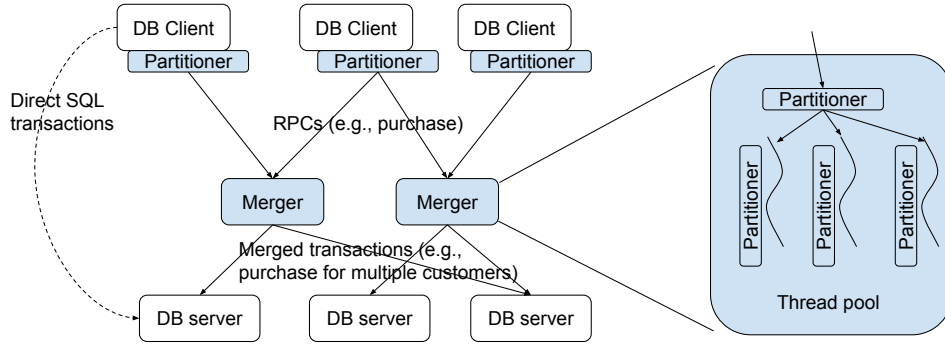 DB Client
DB Client
DB Client
Partitioner
Partitioner
Partitioner
Direct SQL
transactions
RPCs (e.g., purchase)
Merger
Merger
Merged transactions (e.g.,
purchase for multiple customers)
DB server
DB server
DB server
Partitioner
Partitioner
Partitioner
Partitioner
Thread pool